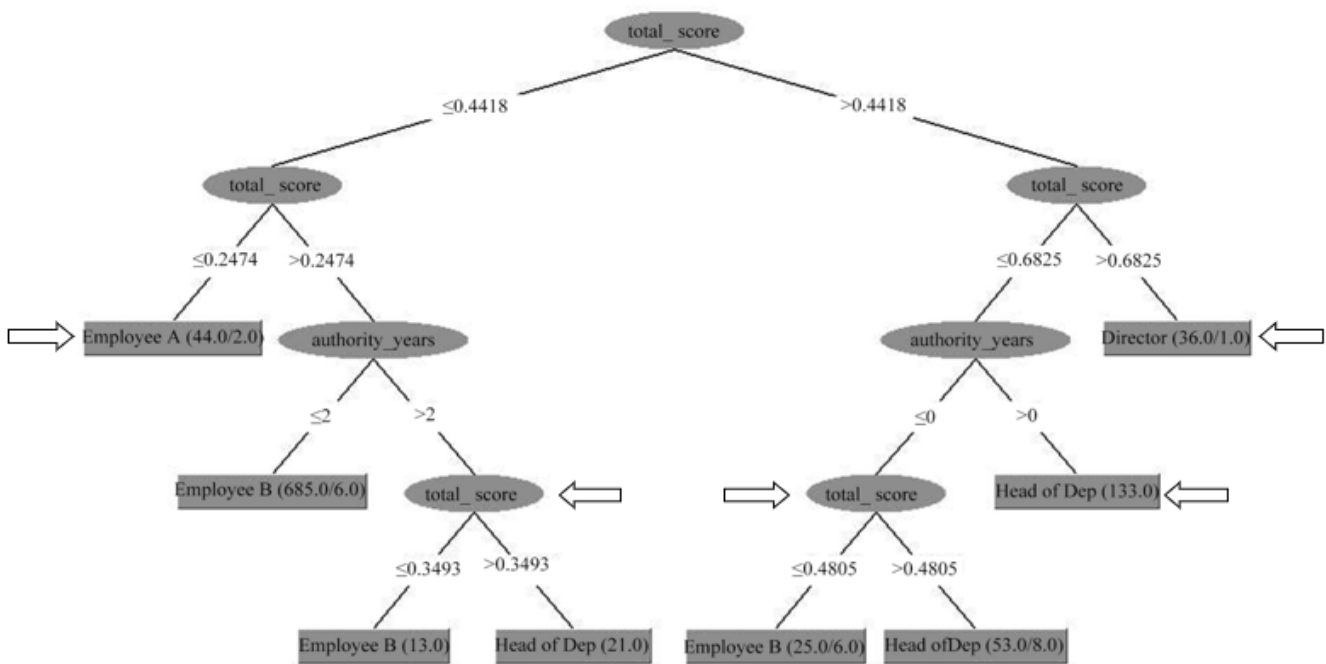 total_ score
≤0.4418
>0.4418
total_ score
total_ score
≤0.2474
>0.2474
≤0.6825
>0.6825
Employee A (44.0/2.0)
authority_years
authority_years
Director (36.0/1.0)
≤2
>2
≤0
>0
Employee B (685.0/6.0)
total_ score
total_ score
Head of Dep (133.0)
≤0.3493
>0.3493
≤0.4805
>0.4805
Employee B (13.0)
Head of Dep (21.0)
Employee B (25.0/6.0)
Head ofDep (53.0/8.0)